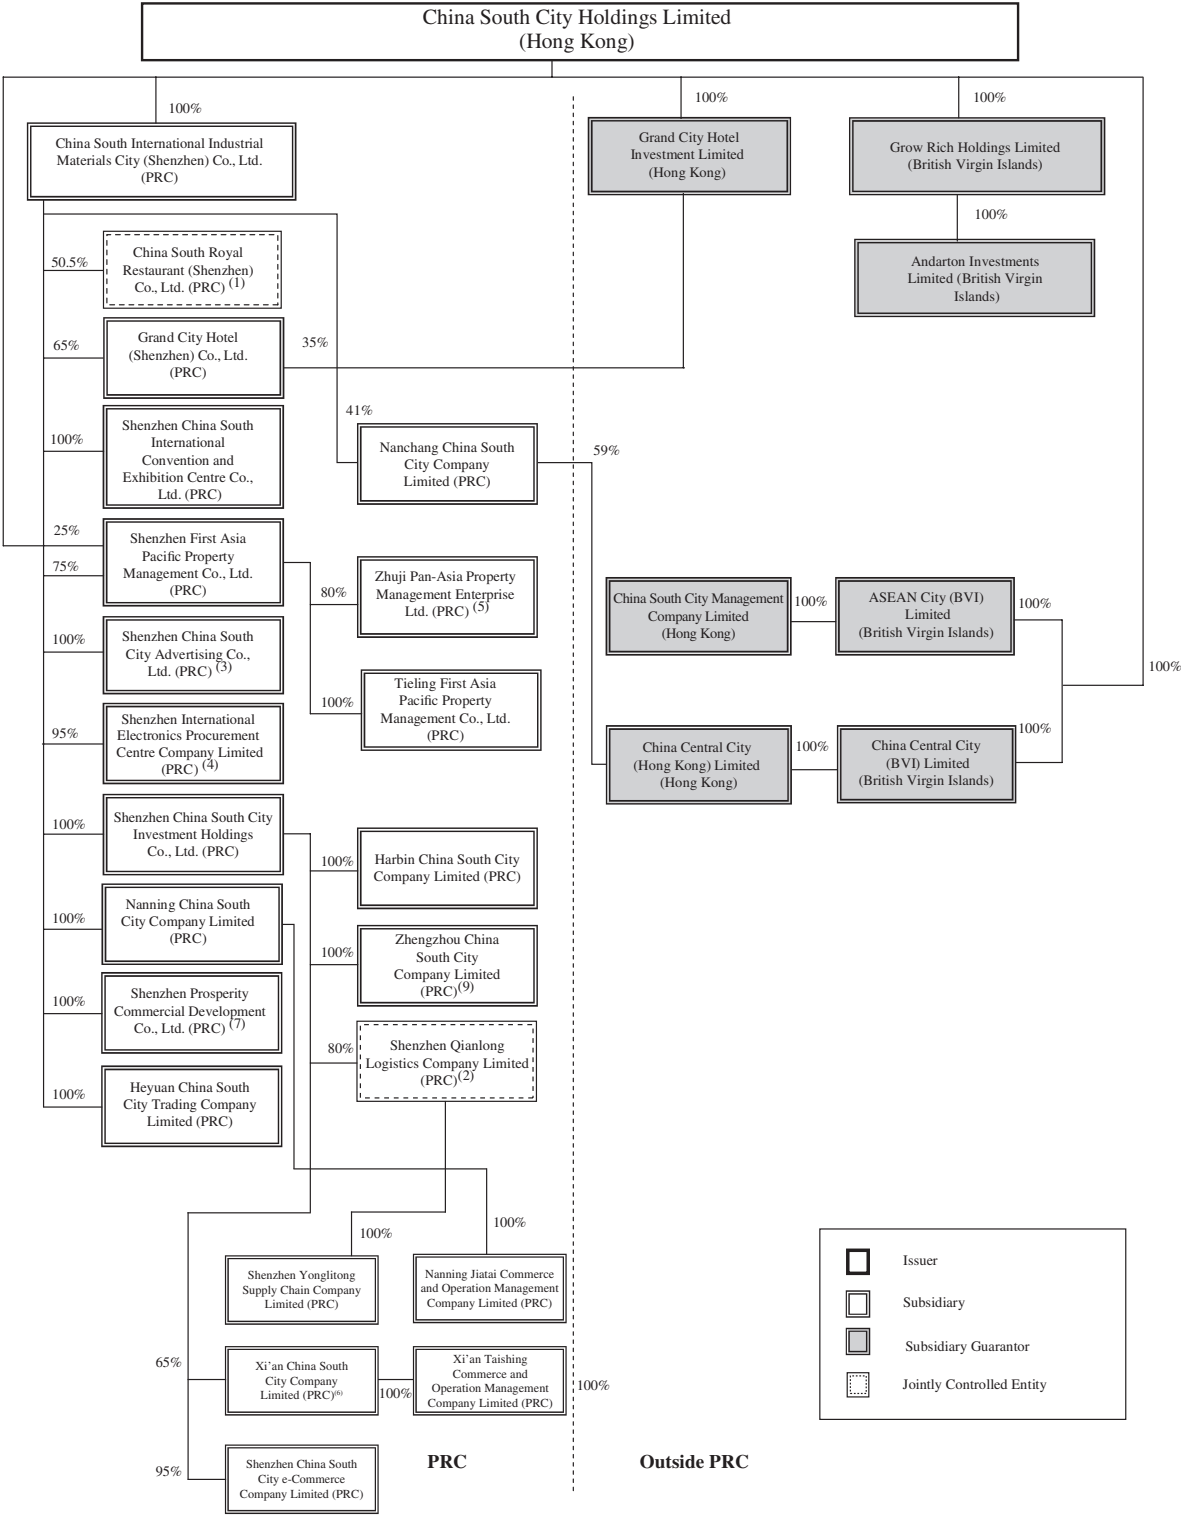 China South City Holdings Limited
(Hong Kong)
100%
100%
100%
China South International Industrial
Materials City (Shenzhen) Co., Ltd.
(PRC)
Grand City Hotel
Investment Limited
(Hong Kong)
Grow Rich Holdings Limited
(British Virgin Islands)
100%
Andarton Investments
Limited (British Virgin
Islands)
50.5%
China South Royal
Restaurant (Shenzhen)
Co., Ltd. (PRC) (1)
65%
Grand City Hotel
(Shenzhen) Co., Ltd.
(PRC)
35%
41%
100%
Shenzhen China South
International
Convention and
Exhibition Centre Co.,
Ltd. (PRC)
Nanchang China South
City Company
Limited (PRC)
59%
25%
75%
Shenzhen First Asia
Pacific Property
Management Co., Ltd.
(PRC)
80%
Zhuji Pan-Asia Property
Management Enterprise
Ltd. (PRC) (5)
China South City Management
Company Limited
(Hong Kong)
100%
ASEAN City (BVI)
Limited
(British Virgin Islands)
100%
100%
100%
Shenzhen China South
City Advertising Co.,
Ltd. (PRC) (3)
100%
Tieling First Asia
Pacific Property
Management Co., Ltd.
(PRC)
95%
Shenzhen International
Electronics Procurement
Centre Company Limited
(PRC) (4)
China Central City
(Hong Kong) Limited
(Hong Kong)
100%
China Central City
(BVI) Limited
(British Virgin Islands)
100%
100%
Shenzhen China South City
Investment Holdings
Co., Ltd. (PRC)
100%
Harbin China South City
Company Limited (PRC)
100%
Nanning China South
City Company Limited
(PRC)
100%
Zhengzhou China
South City
Company Limited
(PRC)(9)
100%
Shenzhen Prosperity
Commercial Development
Co., Ltd. (PRC) (7)
80%
Shenzhen Qianlong
Logistics Company Limited
(PRC)(2)
100%
Heyuan China South
City Trading Company
Limited (PRC)
100%
100%
Shenzhen Yonglitong
Supply Chain Company
Limited (PRC)
Nanning Jiatai Commerce
and Operation Management
Company Limited (PRC)
65%
Xi'an China South
City Company
Limited (PRC)(6)
100%
Xi'an Taishing
Commerce and
Operation Management
Company Limited (PRC)
100%
95%
Shenzhen China South
City e-Commerce
Company Limited (PRC)
PRC
Outside PRC
Issuer
Subsidiary
Subsidiary Guarantor
Jointly Controlled Entity